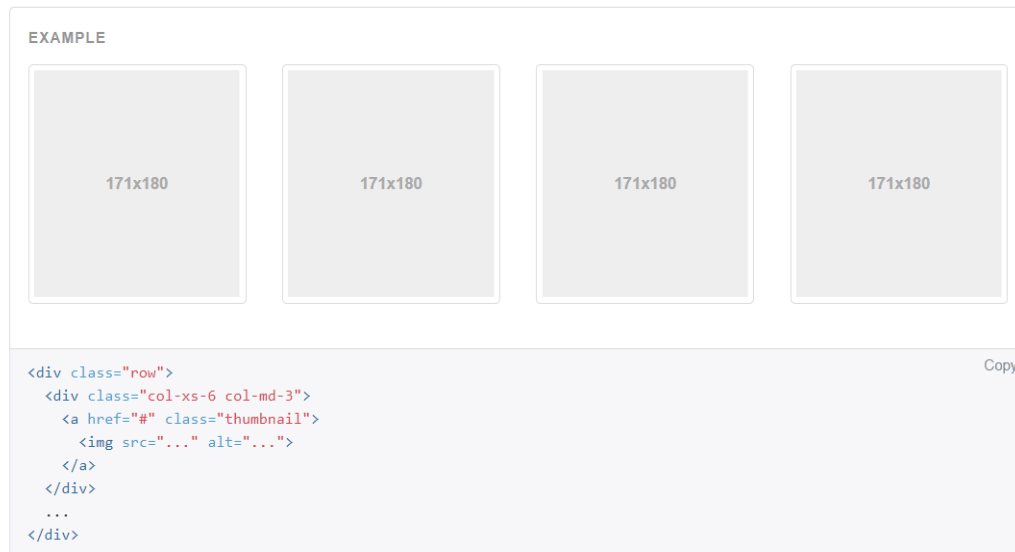 EXAMPLE
171x180 171x180 171x180 171x180
Copy
<div class="row">
  <div class="col-xs-6 col-md-3">
    <a href="#" class="thumbnail">
      <img src="..." alt="...">
    </a>
  </div>
  ...
</div>